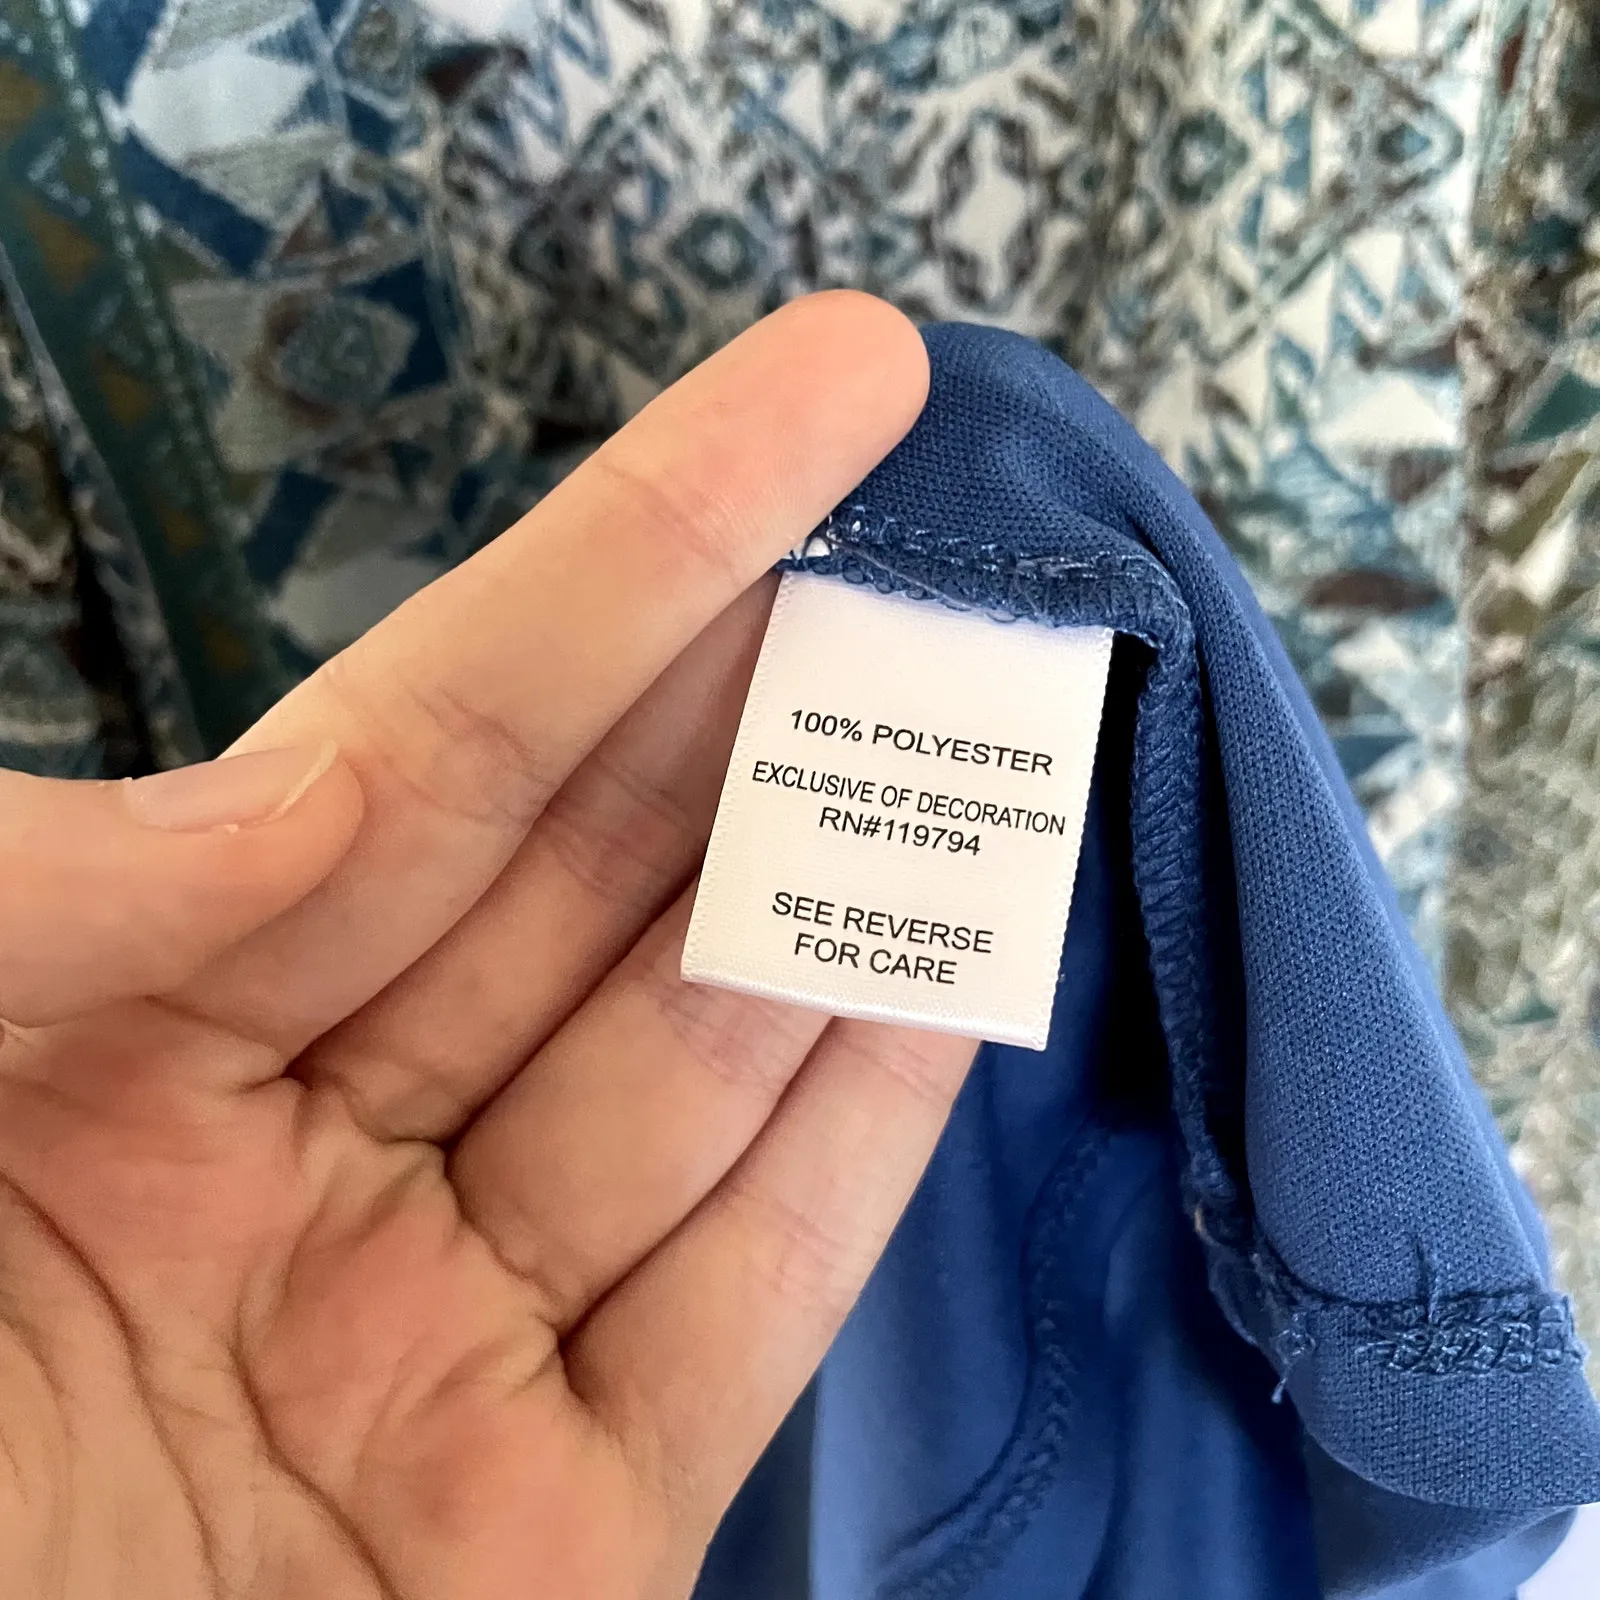 100% POLYESTER
EXCLUSIVE OF DECORATION
RN#119794
SEE REVERSE
FOR CARE